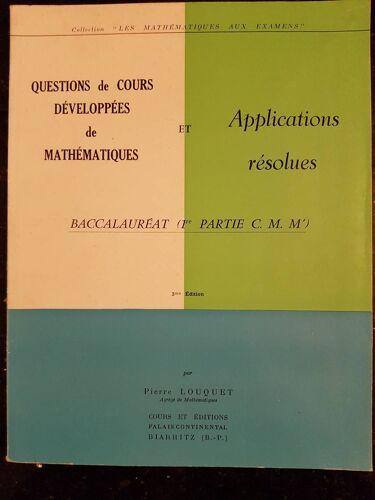 Collection "LES MATHÉMATIQUES AUX EXAMENS"
QUESTIONS de COURS
DÉVELOPPÉES
de
MATHÉMATIQUES
ET
Applications
résolues
BACCALAURÉAT (1re PARTIE C. M. M')
3me Édition
par
Pierre LOUQUET
Agrégé de Mathématiques
COURS ET ÉDITIONS
PALAIS CONTINENTAL
BIARRITZ (B.-P.)